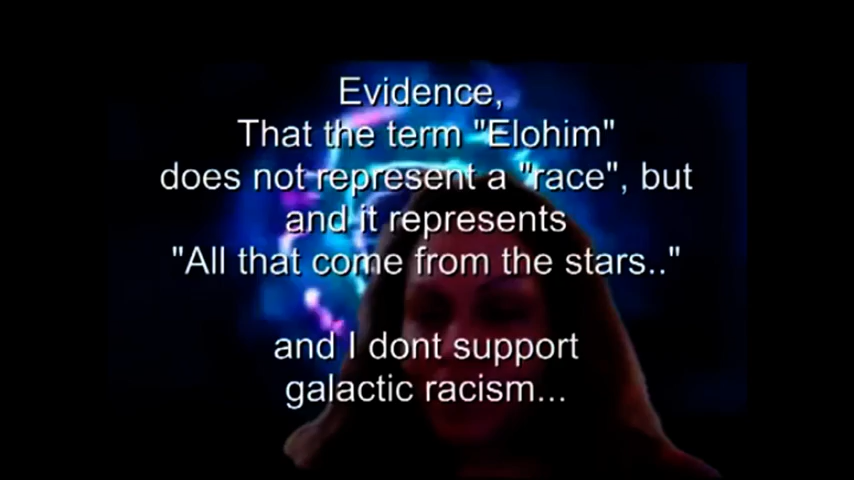 Evidence,
That the term "Elohim"
does not represent a "race", but
and it represents
"All that come from the stars.."
and I dont support
galactic racism...